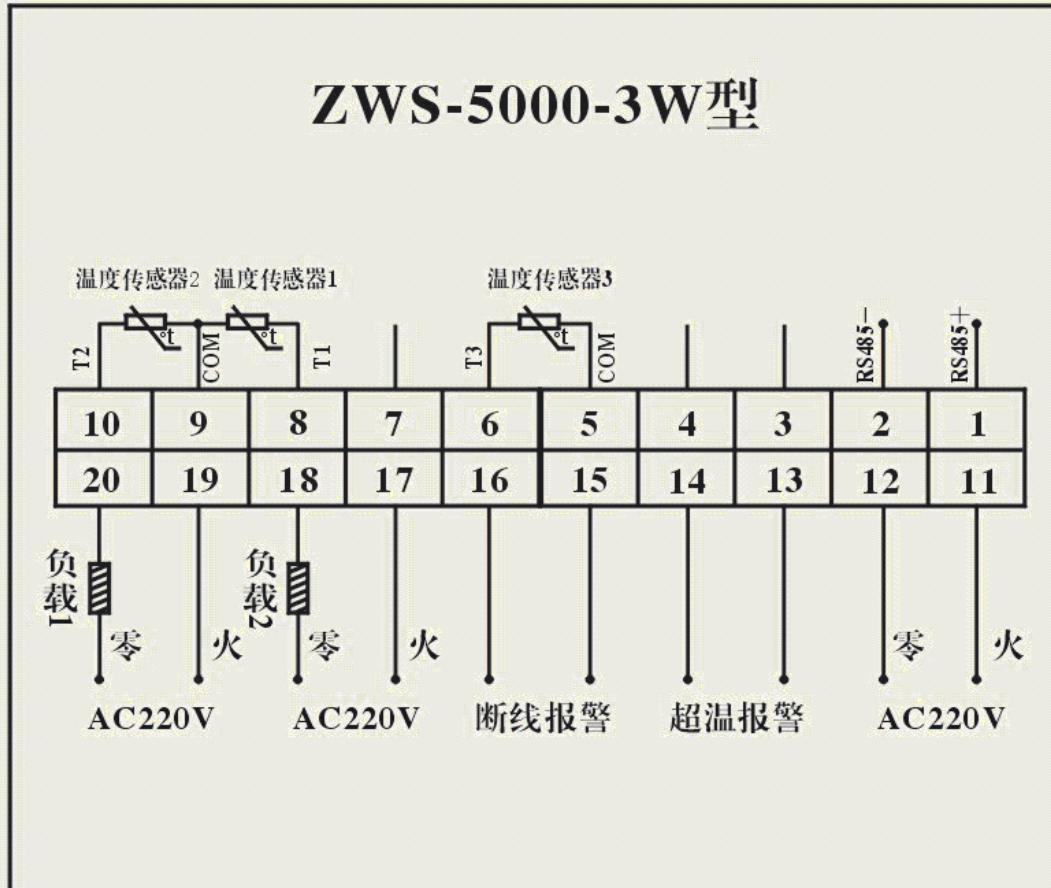 ZWS-5000-3W型
温度传感器2 温度传感器1 温度传感器3
T2 °t COM °t T1 T3 °t COM RS485- RS485+
10 9 8 7 6 5 4 3 2 1
20 19 18 17 16 15 14 13 12 11
负载1 零 火 负载2 零 火 零 火
AC220V AC220V 断线报警 超温报警 AC220V